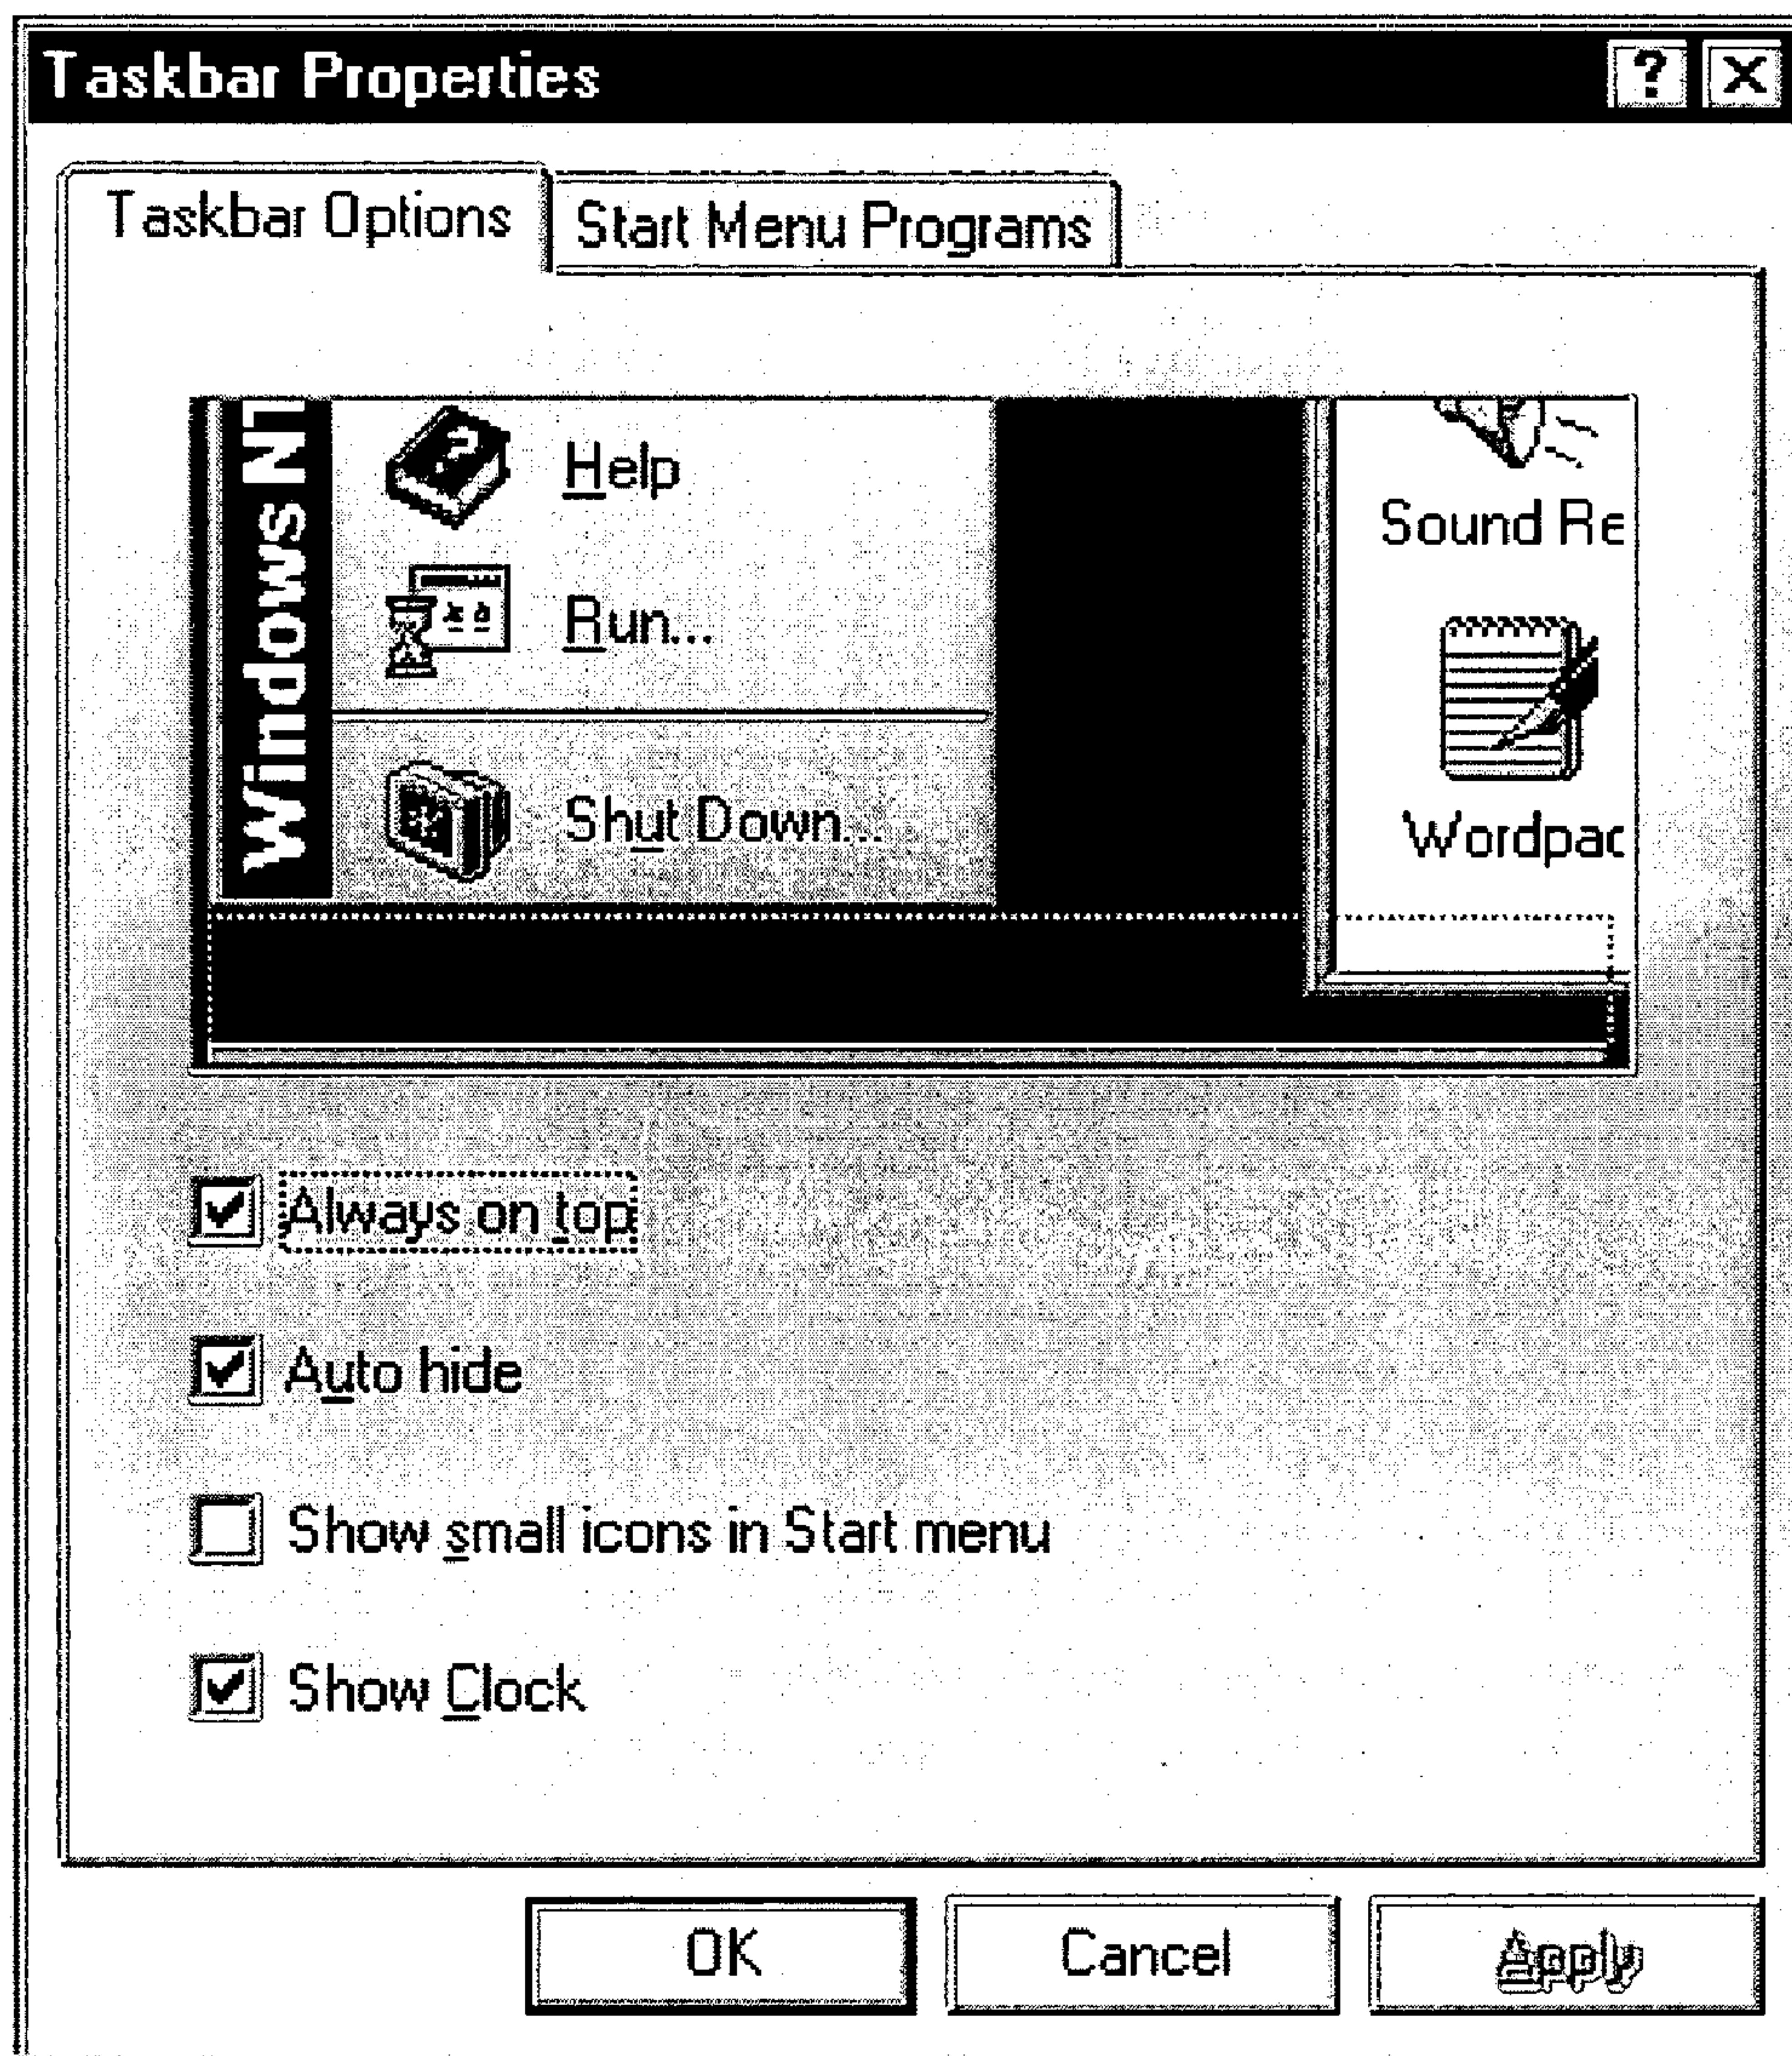 Taskbar Properties
Taskbar Options
Start Menu Programs
Windows NT
Help
Run...
Shut Down...
Sound Re
Wordpad
Always on top
Auto hide
Show small icons in Start menu
Show Clock
OK
Cancel
Apply